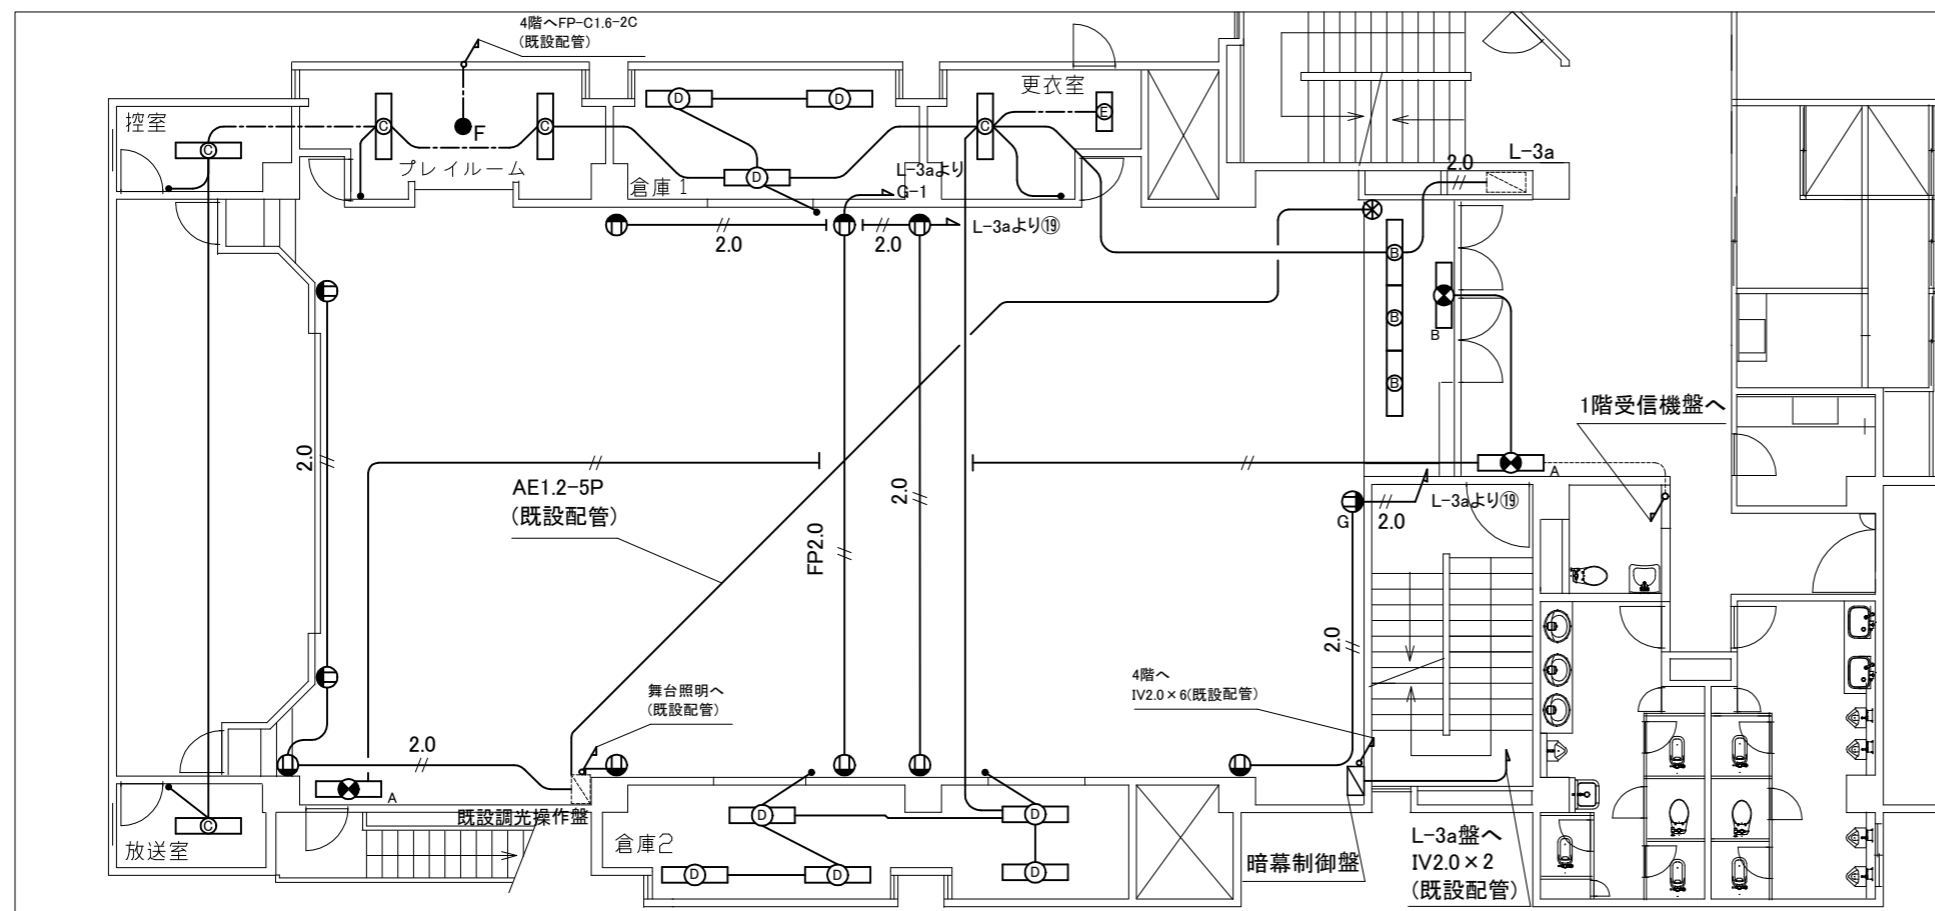 4階へFP-C1.6-2C
(既設配管)
控室
C
C
F
C
プレイルーム
D
D
D
倉庫1
更衣室
C
E
L-3aより
G-1
L-3a
2.0
2.0
2.0
L-3aより⑲
B
B
B
B
1階受信機盤へ
2.0
AE1.2-5P
(既設配管)
2.0
FP2.0
A
L-3aより⑲
G
2.0
2.0
舞台照明へ
(既設配管)
4階へ
IV2.0×6(既設配管)
2.0
A
既設調光操作盤
C
放送室
倉庫2
D
D
D
D
D
暗幕制御盤
L-3a盤へ
IV2.0×2
(既設配管)